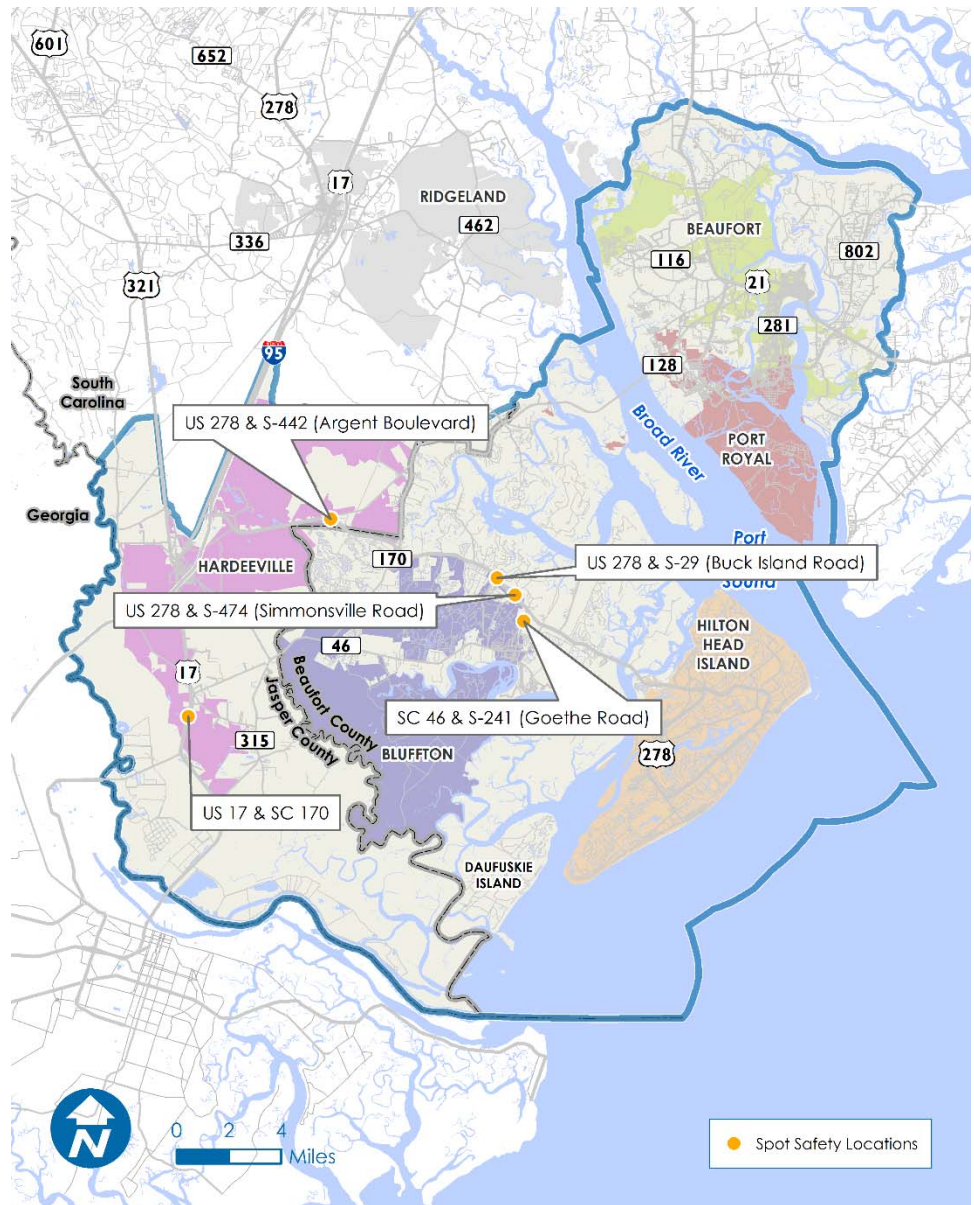 601
652
278
17
RIDGELAND
462
336
321
INTERSTATE
95
South
Carolina
Georgia
BEAUFORT
802
116
21
281
128
PORT
ROYAL
Broad River
US 278 & S-442 (Argent Boulevard)
HARDEEVILLE
170
Port
Sound
US 278 & S-29 (Buck Island Road)
US 278 & S-474 (Simmonsville Road)
HILTON
HEAD
ISLAND
46
Beaufort County
Jasper County
17
SC 46 & S-241 (Goethe Road)
BLUFFTON
315
278
US 17 & SC 170
DAUFUSKIE
ISLAND
N
0 2 4
Miles
Spot Safety Locations